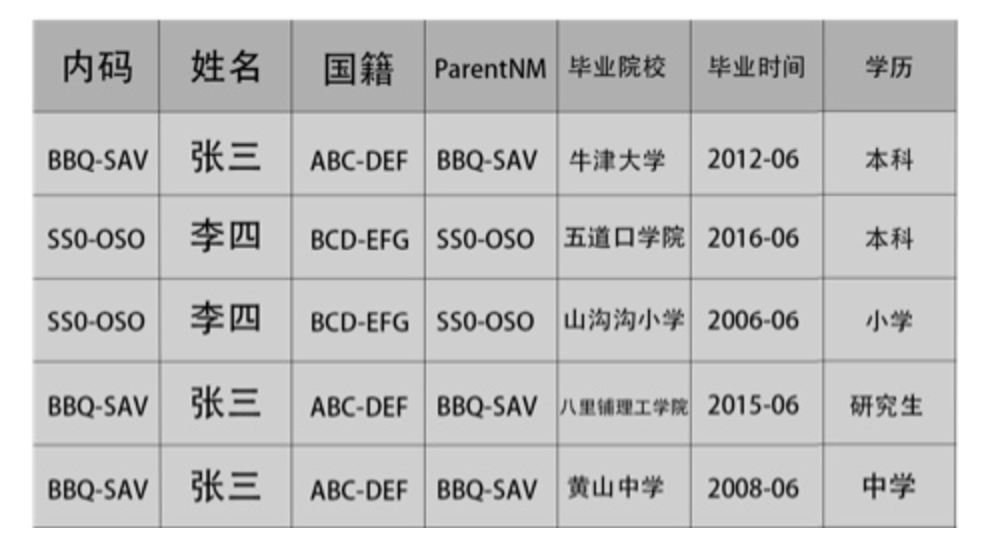 内码 姓名 国籍 ParentNM 毕业院校 毕业时间 学历
BBQ-SAV 张三 ABC-DEF BBQ-SAV 牛津大学 2012-06 本科
SS0-OSO 李四 BCD-EFG SS0-OSO 五道口学院 2016-06 本科
SS0-OSO 李四 BCD-EFG SS0-OSO 山沟沟小学 2006-06 小学
BBQ-SAV 张三 ABC-DEF BBQ-SAV 八里铺理工学院 2015-06 研究生
BBQ-SAV 张三 ABC-DEF BBQ-SAV 黄山中学 2008-06 中学